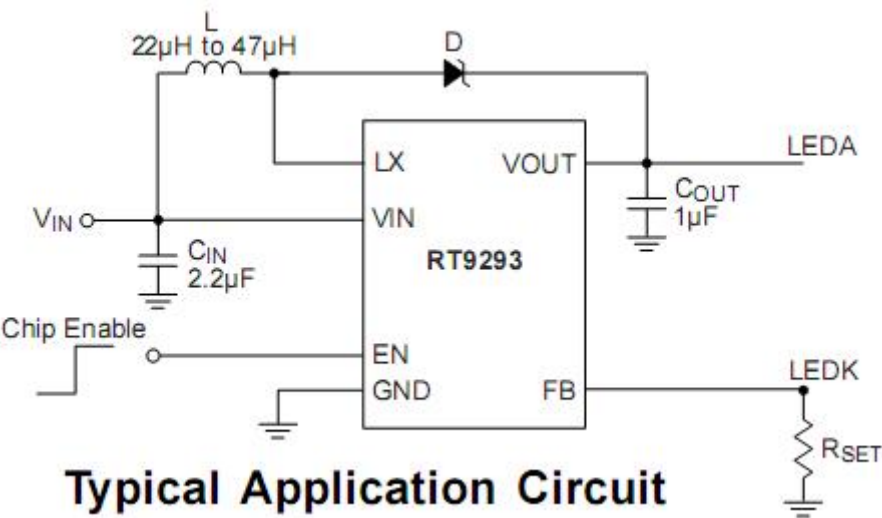 L
22µH to 47µH
D
LX
VOUT
LEDA
VIN
VIN
COUT
1µF
CIN
2.2µF
RT9293
Chip Enable
EN
GND
FB
LEDK
RSET
Typical Application Circuit